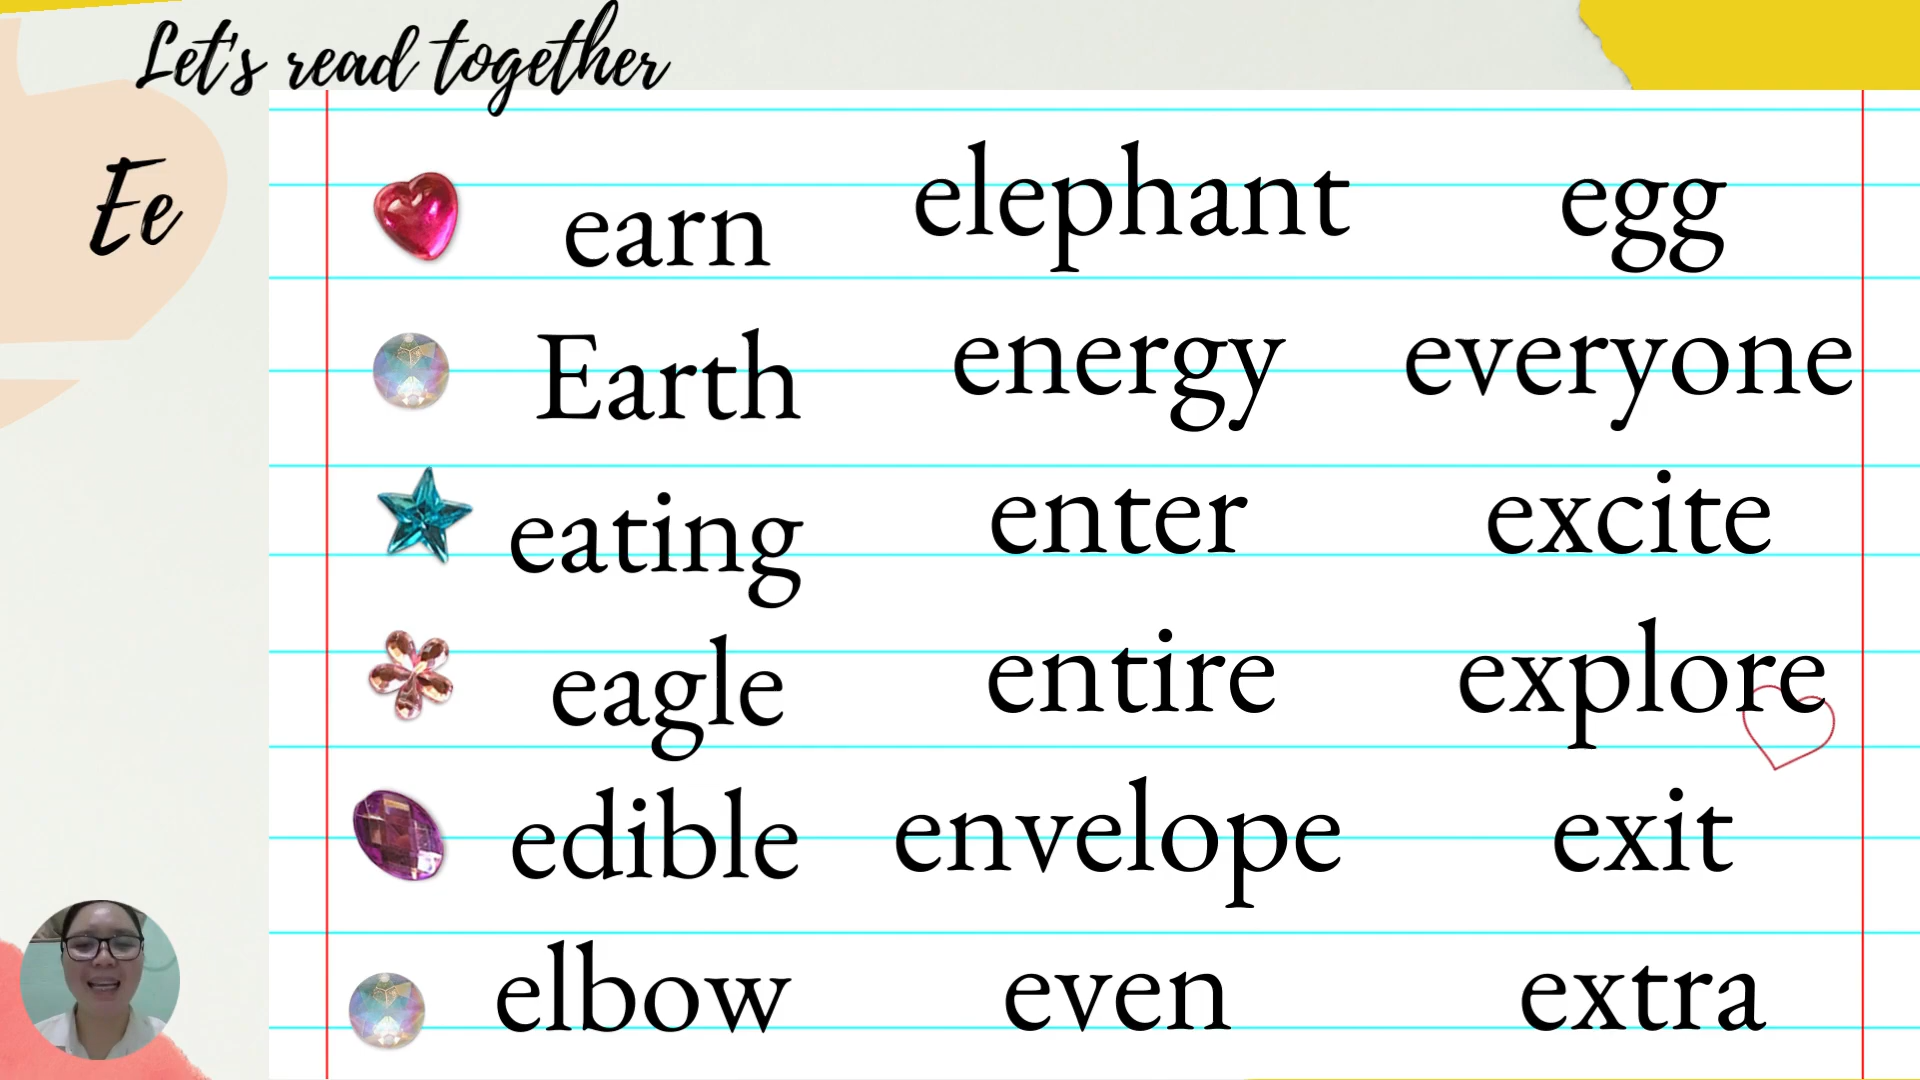 Let's read together
Ee
earn elephant egg
Earth energy everyone
eating enter excite
eagle entire explore
edible envelope exit
elbow even extra